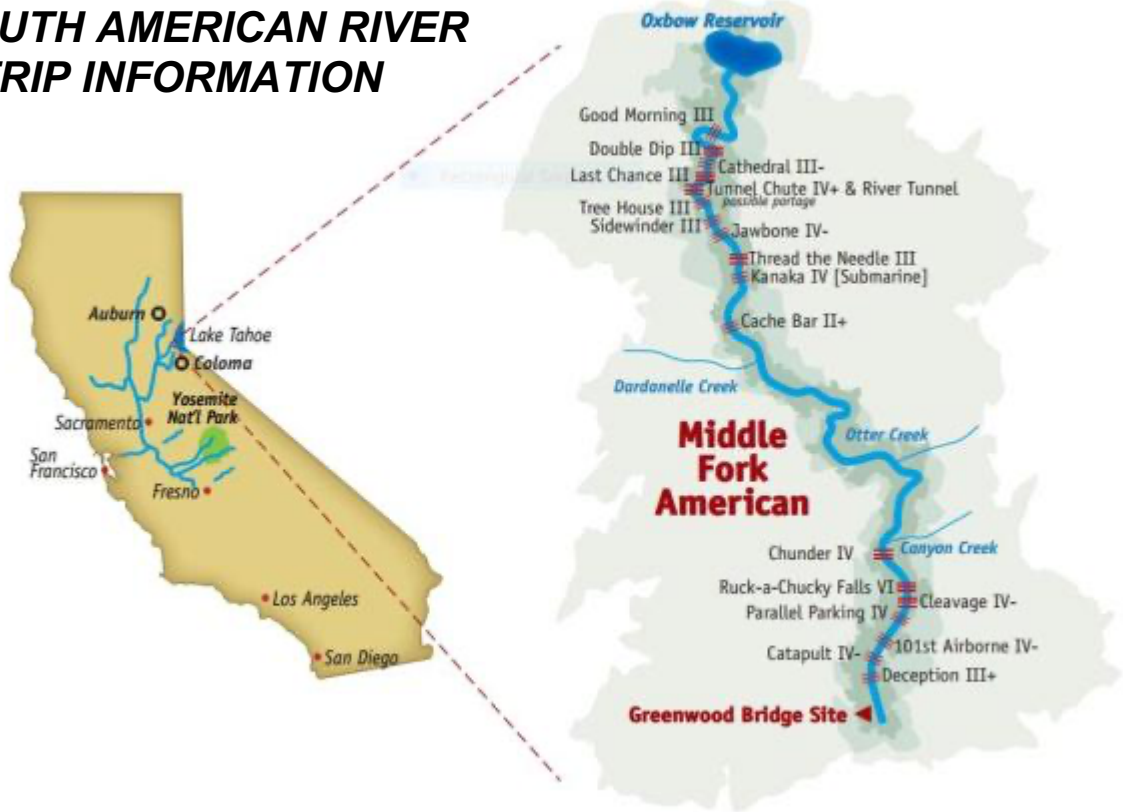 UTH AMERICAN RIVER
TRIP INFORMATION
Oxbow Reservoir
Good Morning III
Double Dip III
Cathedral III-
Last Chance III
Tunnel Chute IV+ & River Tunnel
possible portage
Tree House III
Sidewinder III
Jawbone IV-
Thread the Needle III
Kanaka IV [Submarine]
Cache Bar II+
Dardanelle Creek
Middle
Fork
American
Otter Creek
Chunder IV
Canyon Creek
Ruck-a-Chucky Falls VI
Cleavage IV-
Parallel Parking IV
101st Airborne IV-
Catapult IV-
Deception III+
Greenwood Bridge Site
Auburn
Lake Tahoe
Coloma
Yosemite
Nat'l Park
Sacramento
San
Francisco
Fresno
Los Angeles
San Diego